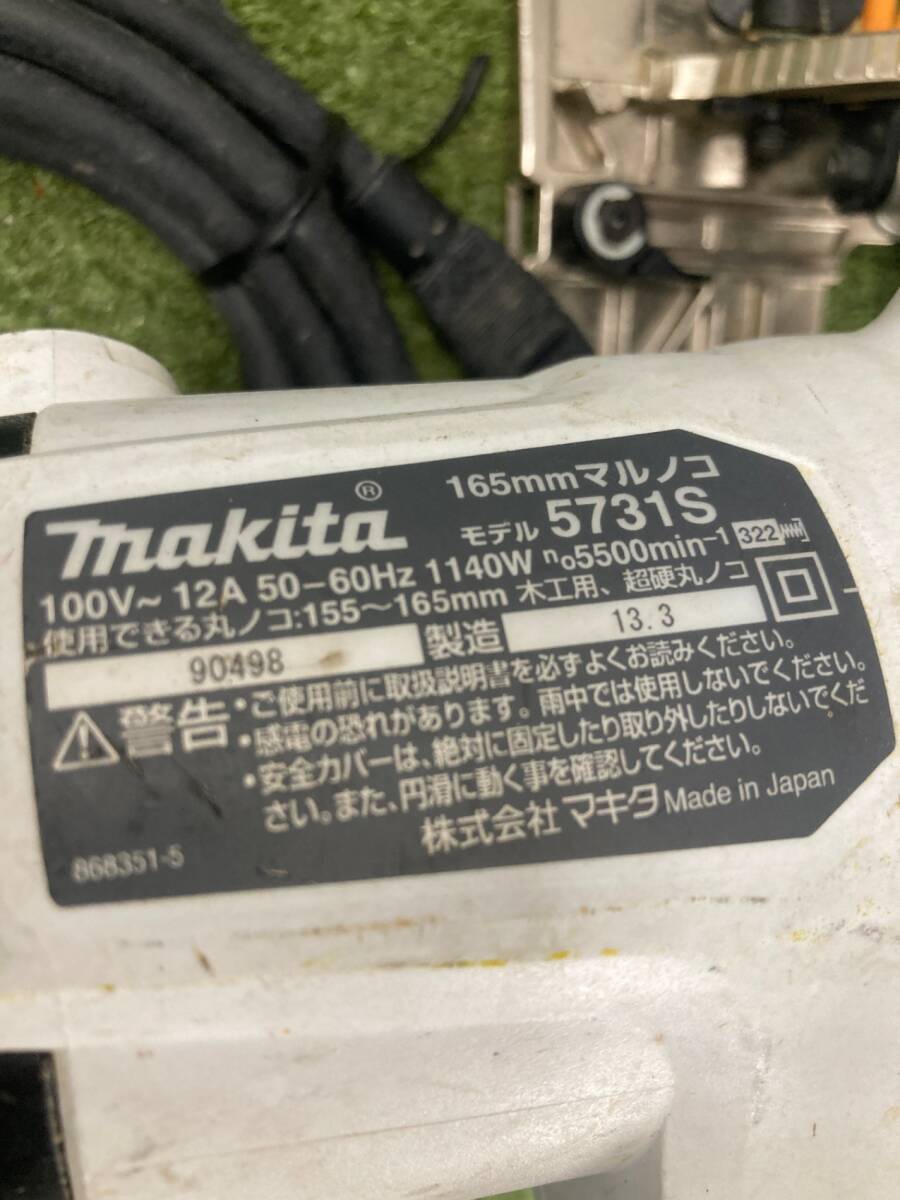 makita®
165mmマルノコ
モデル 5731S
100V~ 12A 50-60Hz 1140W n₀5500min⁻¹ 322
使用できる丸ノコ:155~165mm 木工用、超硬丸ノコ
90498 製造 13.3
警告 ・ご使用前に取扱説明書を必ずよくお読みください。
・感電の恐れがあります。雨中では使用しないでください。
・安全カバーは、絶対に固定したり取り外したりしないでくだ
さい。また、円滑に動く事を確認してください。
株式会社 マキタ Made in Japan
868351-5